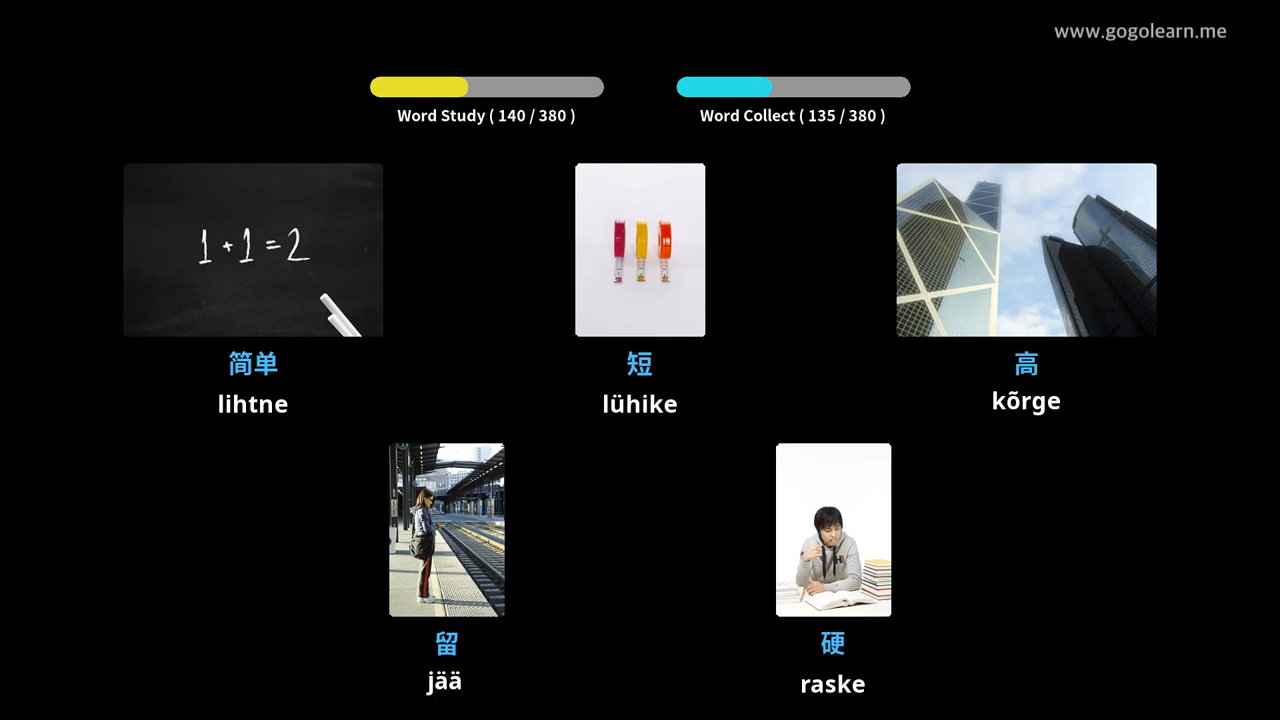 www.gogolearn.me
Word Study ( 140 / 380 )
Word Collect ( 135 / 380 )
1 + 1 = 2
简单
lihtne
短
lühike
高
kõrge
留
jää
硬
raske